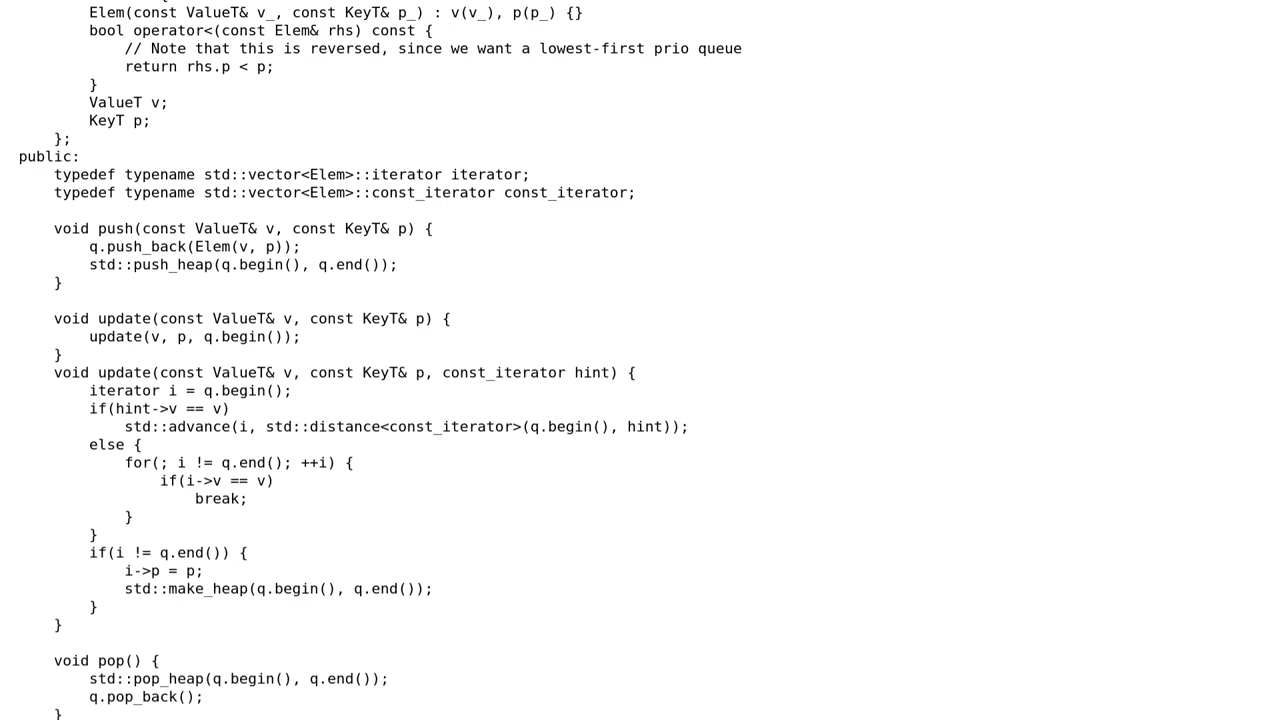 Elem(const ValueT& v_, const KeyT& p_) : v(v_), p(p_) {}
bool operator<(const Elem& rhs) const {
// Note that this is reversed, since we want a lowest-first prio queue
return rhs.p < p;
}
ValueT v;
KeyT p;
};
public:
typedef typename std::vector<Elem>::iterator iterator;
typedef typename std::vector<Elem>::const_iterator const_iterator;
void push(const ValueT& v, const KeyT& p) {
q.push_back(Elem(v, p));
std::push_heap(q.begin(), q.end());
}
void update(const ValueT& v, const KeyT& p) {
update(v, p, q.begin());
}
void update(const ValueT& v, const KeyT& p, const_iterator hint) {
iterator i = q.begin();
if(hint->v == v)
std::advance(i, std::distance<const_iterator>(q.begin(), hint));
else {
for(; i != q.end(); ++i) {
if(i->v == v)
break;
}
}
if(i != q.end()) {
i->p = p;
std::make_heap(q.begin(), q.end());
}
}
void pop() {
std::pop_heap(q.begin(), q.end());
q.pop_back();
}